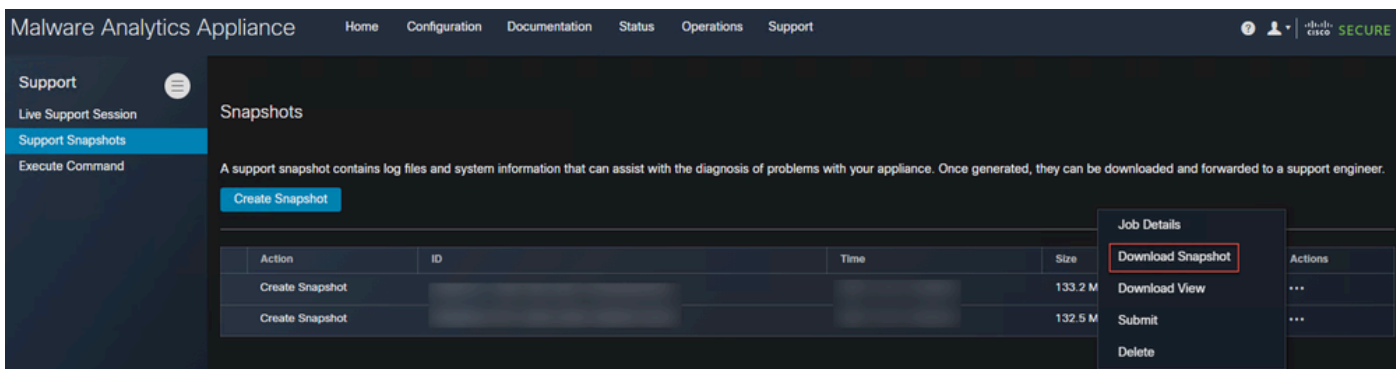 Malware Analytics Appliance Home Configuration Documentation Status Operations Support ? cisco SECURE
Support
Live Support Session
Support Snapshots
Execute Command
Snapshots
A support snapshot contains log files and system information that can assist with the diagnosis of problems with your appliance. Once generated, they can be downloaded and forwarded to a support engineer.
Create Snapshot
Action ID Time Size Actions
Create Snapshot 133.2 M ...
Create Snapshot 132.5 M ...
Job Details
Download Snapshot
Download View
Submit
Delete